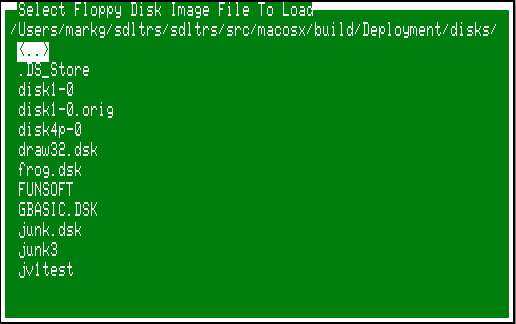 Select Floppy Disk Image File To Load
/Users/markg/sdltrs/sdltrs/src/macosx/build/Deployment/disks/
<..>
.DS_Store
disk1-0
disk1-0.orig
disk4p-0
draw32.dsk
frog.dsk
FUNSOFT
GBASIC.DSK
junk.dsk
junk3
jv1test